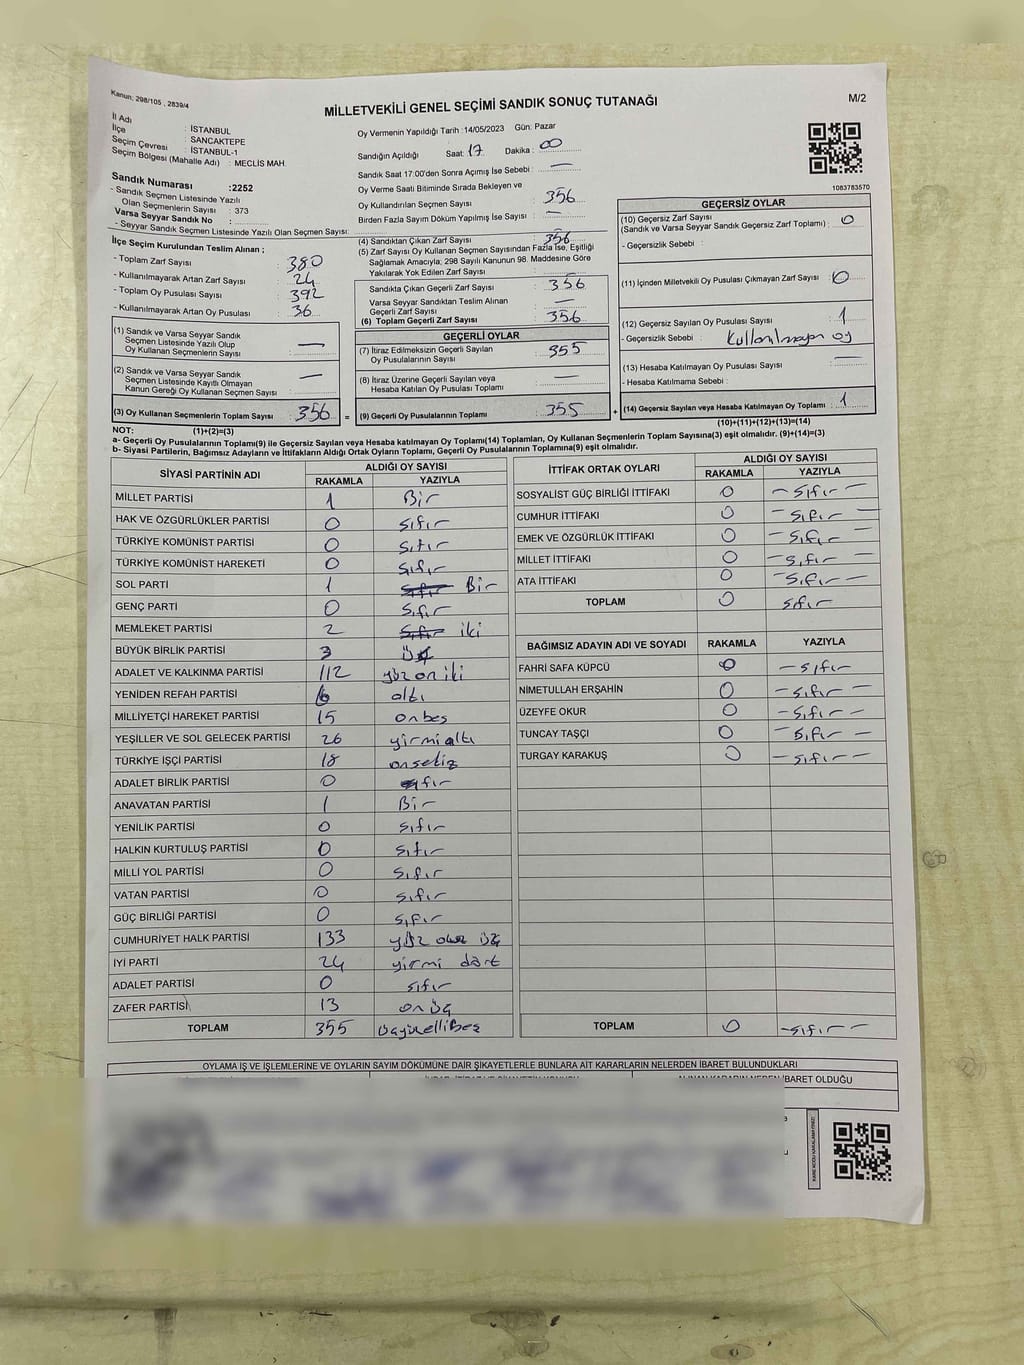 Kanun: 298/105 , 2839/4
MİLLETVEKİLİ GENEL SEÇİMİ SANDIK SONUÇ TUTANAĞI
M/2
İl Adı : İSTANBUL
İlçe : SANCAKTEPE
Seçim Çevresi : İSTANBUL-1
Seçim Bölgesi (Mahalle Adı) : MECLİS MAH.
Sandık Numarası :2252
- Sandık Seçmen Listesinde Yazılı
Olan Seçmenlerin Sayısı : 373
Varsa Seyyar Sandık No :
- Seyyar Sandık Seçmen Listesinde Yazılı Olan Seçmen Sayısı:
Oy Vermenin Yapıldığı Tarih :14/05/2023 Gün: Pazar
Sandığın Açıldığı Saat: 17 Dakika: 00
Sandık Saat 17:00'den Sonra Açımış İse Sebebi : —
Oy Verme Saati Bitiminde Sırada Bekleyen ve
Oy Kullandırılan Seçmen Sayısı : 356
Birden Fazla Sayım Döküm Yapılmış İse Sayısı : —
1083783570
İlçe Seçim Kurulundan Teslim Alınan ;
- Toplam Zarf Sayısı : 380
- Kullanılmayarak Artan Zarf Sayısı : 24
- Toplam Oy Pusulası Sayısı : 392
- Kullanılmayarak Artan Oy Pusulası : 36
(1) Sandık ve Varsa Seyyar Sandık
Seçmen Listesinde Yazılı Olup
Oy Kullanan Seçmenlerin Sayısı : —
(2) Sandık ve Varsa Seyyar Sandık
Seçmen Listesinde Kayıtlı Olmayan
Kanun Gereği Oy Kullanan Seçmen Sayısı : —
(3) Oy Kullanan Seçmenlerin Toplam Sayısı : 356 =
(4) Sandıktan Çıkan Zarf Sayısı : 356
(5) Zarf Sayısı Oy Kullanan Seçmen Sayısından Fazla İse, Eşitliği
Sağlamak Amacıyla; 298 Sayılı Kanunun 98. Maddesine Göre
Yakılarak Yok Edilen Zarf Sayısı :
Sandıkta Çıkan Geçerli Zarf Sayısı : 356
Varsa Seyyar Sandıktan Teslim Alınan
Geçerli Zarf Sayısı : —
(6) Toplam Geçerli Zarf Sayısı : 356
GEÇERLİ OYLAR
(7) İtiraz Edilmeksizin Geçerli Sayılan
Oy Pusulalarının Sayısı : 355
(8) İtiraz Üzerine Geçerli Sayılan veya
Hesaba Katılan Oy Pusulası Toplamı : —
(9) Geçerli Oy Pusulalarının Toplamı : 355 +
GEÇERSİZ OYLAR
(10) Geçersiz Zarf Sayısı
(Sandık ve Varsa Seyyar Sandık Geçersiz Zarf Toplamı) : 0
- Geçersizlik Sebebi :
(11) İçinden Milletvekili Oy Pusulası Çıkmayan Zarf Sayısı : 0
(12) Geçersiz Sayılan Oy Pusulası Sayısı : 1
- Geçersizlik Sebebi : kullanılmayan oy
(13) Hesaba Katılmayan Oy Pusulası Sayısı : —
- Hesaba Katılmama Sebebi :
(14) Geçersiz Sayılan veya Hesaba Katılmayan Oy Toplamı : 1
(10)+(11)+(12)+(13)=(14)
NOT: (1)+(2)=(3)
a- Geçerli Oy Pusulalarının Toplamı(9) ile Geçersiz Sayılan veya Hesaba katılmayan Oy Toplamı(14) Toplamları, Oy Kullanan Seçmenlerin Toplam Sayısına(3) eşit olmalıdır. (9)+(14)=(3)
b- Siyasi Partilerin, Bağımsız Adayların ve İttifakların Aldığı Ortak Oyların Toplamı, Geçerli Oy Pusulalarının Toplamına(9) eşit olmalıdır.
SİYASİ PARTİNİN ADI ALDIĞI OY SAYISI
RAKAMLA YAZIYLA
MİLLET PARTİSİ 1 Bir
HAK VE ÖZGÜRLÜKLER PARTİSİ 0 sıfır
TÜRKİYE KOMÜNİST PARTİSİ 0 sıfır
TÜRKİYE KOMÜNİST HAREKETİ 0 sıfır
SOL PARTİ 1 sıfır Bir
GENÇ PARTİ 0 sıfır
MEMLEKET PARTİSİ 2 sıfır iki
BÜYÜK BİRLİK PARTİSİ 3 üç
ADALET VE KALKINMA PARTİSİ 112 yüz on iki
YENİDEN REFAH PARTİSİ 6 altı
MİLLİYETÇİ HAREKET PARTİSİ 15 onbeş
YEŞİLLER VE SOL GELECEK PARTİSİ 26 yirmialtı
TÜRKİYE İŞÇİ PARTİSİ 18 onsekiz
ADALET BİRLİK PARTİSİ 0 sıfır
ANAVATAN PARTİSİ 1 Bir
YENİLİK PARTİSİ 0 sıfır
HALKIN KURTULUŞ PARTİSİ 0 sıfır
MİLLİ YOL PARTİSİ 0 sıfır
VATAN PARTİSİ 0 sıfır
GÜÇ BİRLİĞİ PARTİSİ 0 sıfır
CUMHURİYET HALK PARTİSİ 133 yüz otuz üç
İYİ PARTİ 24 yirmi dört
ADALET PARTİSİ 0 sıfır
ZAFER PARTİSİ 13 onüç
TOPLAM 355 üçyüzellibeş
İTTİFAK ORTAK OYLARI ALDIĞI OY SAYISI
RAKAMLA YAZIYLA
SOSYALİST GÜÇ BİRLİĞİ İTTİFAKI 0 – sıfır –
CUMHUR İTTİFAKI 0 – sıfır –
EMEK VE ÖZGÜRLÜK İTTİFAKI 0 – sıfır –
MİLLET İTTİFAKI 0 – sıfır –
ATA İTTİFAKI 0 – sıfır –
TOPLAM 0 sıfır
BAĞIMSIZ ADAYIN ADI VE SOYADI RAKAMLA YAZIYLA
FAHRİ SAFA KÜPCÜ 0 – sıfır
NİMETULLAH ERŞAHİN 0 – sıfır –
ÜZEYFE OKUR 0 – sıfır –
TUNCAY TAŞÇI 0 – sıfır –
TURGAY KARAKUŞ 0 – sıfır –
TOPLAM 0 – sıfır –
OYLAMA İŞ VE İŞLEMLERİNE VE OYLARIN SAYIM DÖKÜMÜNE DAİR ŞİKAYETLERLE BUNLARA AİT KARARLARIN NELERDEN İBARET BULUNDUKLARI
ALINAN KARARIN NEDEN İBARET OLDUĞU